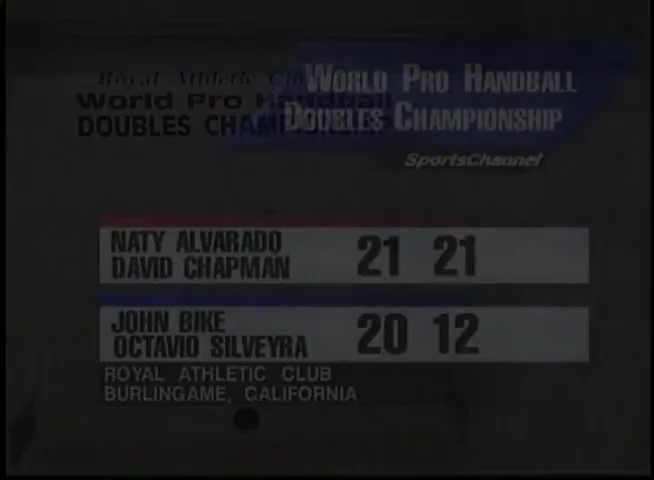 Royal Athletic Club
World Pro Handball
DOUBLES CHAMPIONSHIP
WORLD PRO HANDBALL
DOUBLES CHAMPIONSHIP
SportsChannel
NATY ALVARADO
DAVID CHAPMAN 21 21
JOHN BIKE
OCTAVIO SILVEYRA 20 12
ROYAL ATHLETIC CLUB
BURLINGAME, CALIFORNIA